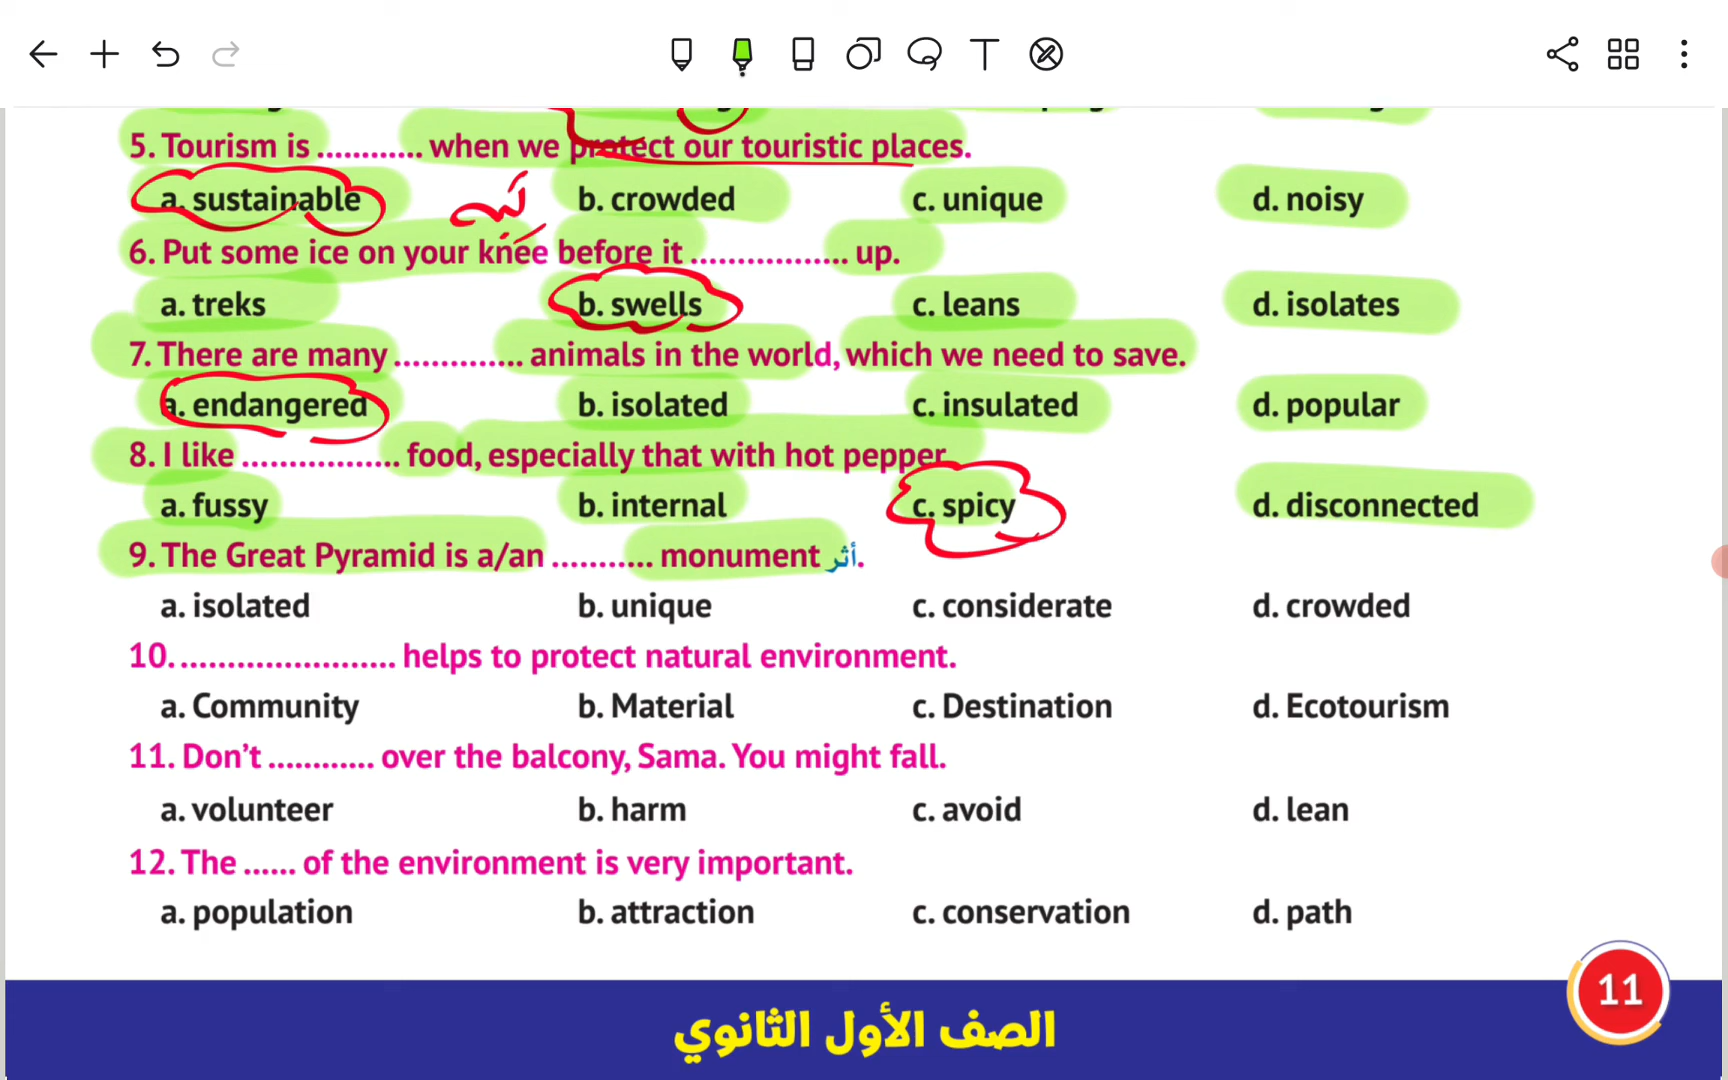 5. Tourism is ............ when we protect our touristic places.
a. sustainable b. crowded c. unique d. noisy
6. Put some ice on your knee before it ................. up.
a. treks b. swells c. leans d. isolates
7. There are many .............. animals in the world, which we need to save.
a. endangered b. isolated c. insulated d. popular
8. I like ................. food, especially that with hot pepper.
a. fussy b. internal c. spicy d. disconnected
9. The Great Pyramid is a/an ........... monument أثر.
a. isolated b. unique c. considerate d. crowded
10. ....................... helps to protect natural environment.
a. Community b. Material c. Destination d. Ecotourism
11. Don't ............ over the balcony, Sama. You might fall.
a. volunteer b. harm c. avoid d. lean
12. The ...... of the environment is very important.
a. population b. attraction c. conservation d. path
11
الصف الأول الثانوي